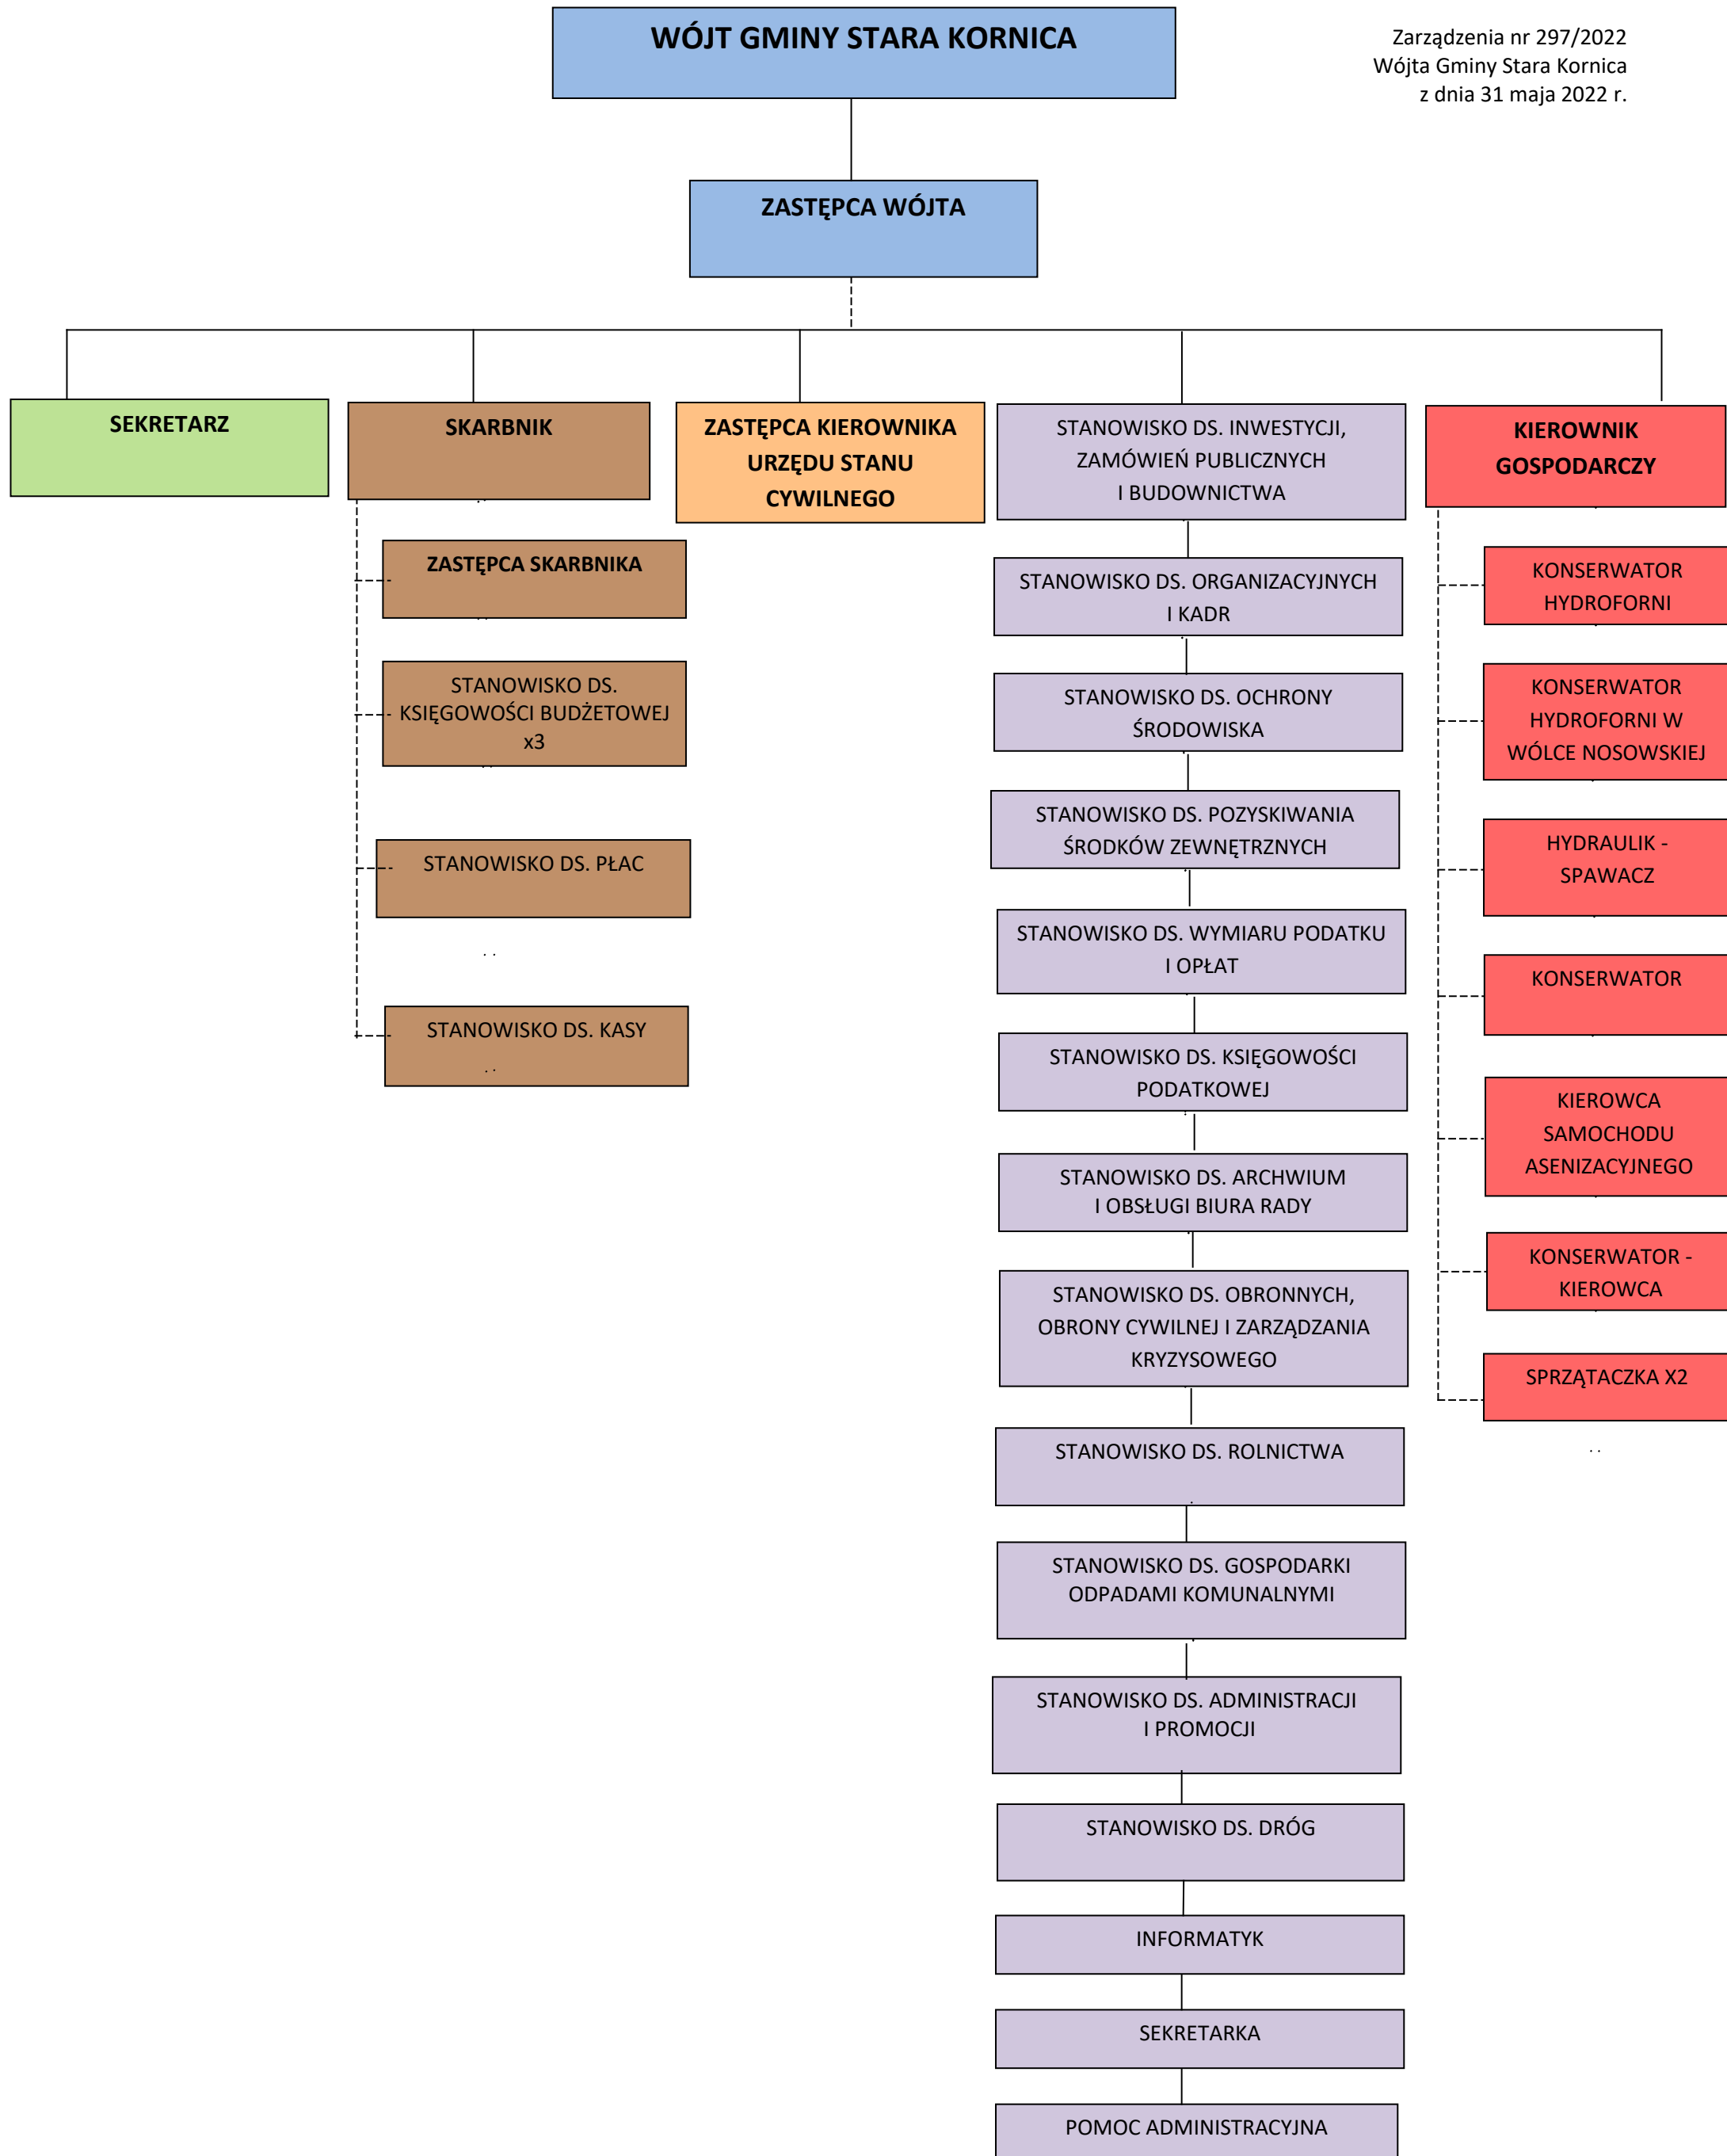 WÓJT GMINY STARA KORNICA
Zarządzenia nr 297/2022
Wójta Gminy Stara Kornica
z dnia 31 maja 2022 r.
ZASTĘPCA WÓJTA
SEKRETARZ
SKARBNIK
ZASTĘPCA SKARBNIKA
STANOWISKO DS.
KSIĘGOWOŚCI BUDŻETOWEJ
x3
STANOWISKO DS. PŁAC
STANOWISKO DS. KASY
ZASTĘPCA KIEROWNIKA
URZĘDU STANU
CYWILNEGO
STANOWISKO DS. INWESTYCJI,
ZAMÓWIEŃ PUBLICZNYCH
I BUDOWNICTWA
STANOWISKO DS. ORGANIZACYJNYCH
I KADR
STANOWISKO DS. OCHRONY
ŚRODOWISKA
STANOWISKO DS. POZYSKIWANIA
ŚRODKÓW ZEWNĘTRZNYCH
STANOWISKO DS. WYMIARU PODATKU
I OPŁAT
STANOWISKO DS. KSIĘGOWOŚCI
PODATKOWEJ
STANOWISKO DS. ARCHWIUM
I OBSŁUGI BIURA RADY
STANOWISKO DS. OBRONNYCH,
OBRONY CYWILNEJ I ZARZĄDZANIA
KRYZYSOWEGO
STANOWISKO DS. ROLNICTWA
STANOWISKO DS. GOSPODARKI
ODPADAMI KOMUNALNYMI
STANOWISKO DS. ADMINISTRACJI
I PROMOCJI
STANOWISKO DS. DRÓG
INFORMATYK
SEKRETARKA
POMOC ADMINISTRACYJNA
KIEROWNIK
GOSPODARCZY
KONSERWATOR
HYDROFORNI
KONSERWATOR
HYDROFORNI W
WÓLCE NOSOWSKIEJ
HYDRAULIK -
SPAWACZ
KONSERWATOR
KIEROWCA
SAMOCHODU
ASENIZACYJNEGO
KONSERWATOR -
KIEROWCA
SPRZĄTACZKA X2